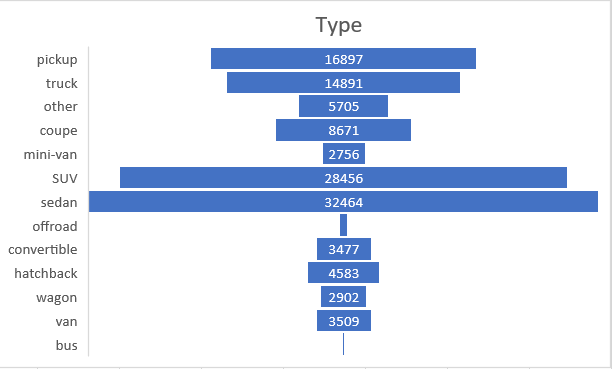 Type
pickup 16897
truck 14891
other 5705
coupe 8671
mini-van 2756
SUV 28456
sedan 32464
offroad
convertible 3477
hatchback 4583
wagon 2902
van 3509
bus